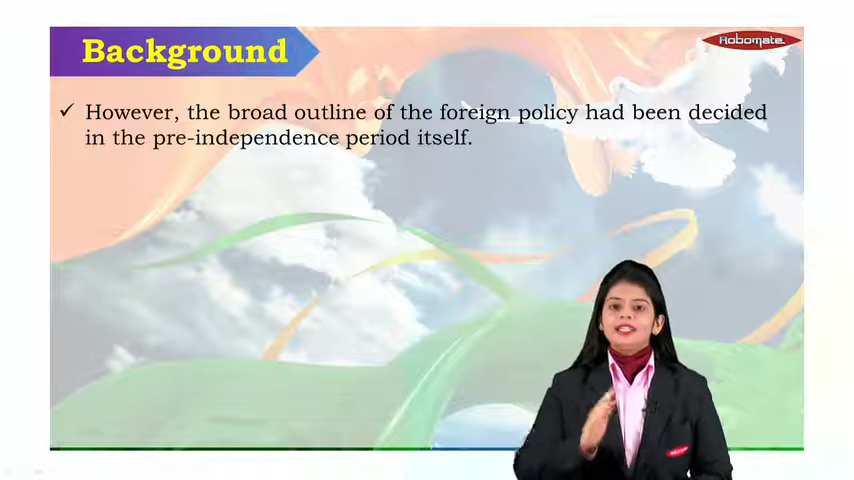 Background
Robomate
However, the broad outline of the foreign policy had been decided
in the pre-independence period itself.